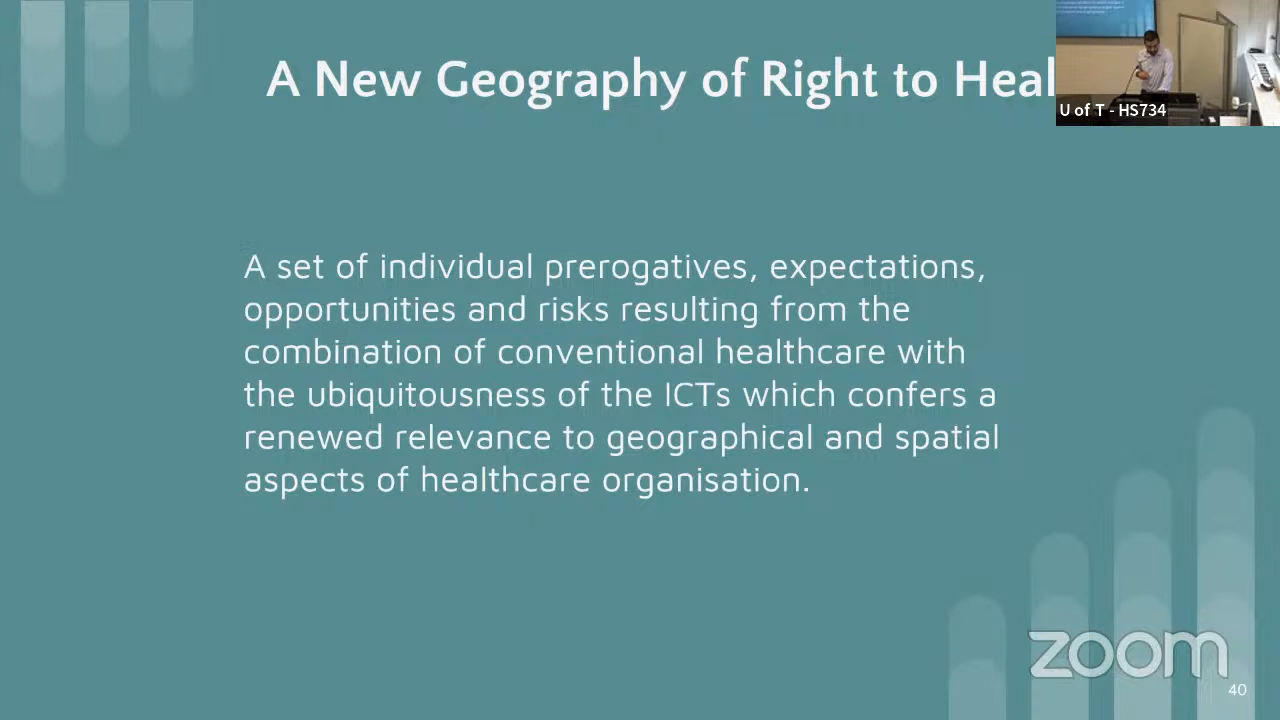 A New Geography of Right to Heal
U of T - HS734
A set of individual prerogatives, expectations,
opportunities and risks resulting from the
combination of conventional healthcare with
the ubiquitousness of the ICTs which confers a
renewed relevance to geographical and spatial
aspects of healthcare organisation.
zoom
40